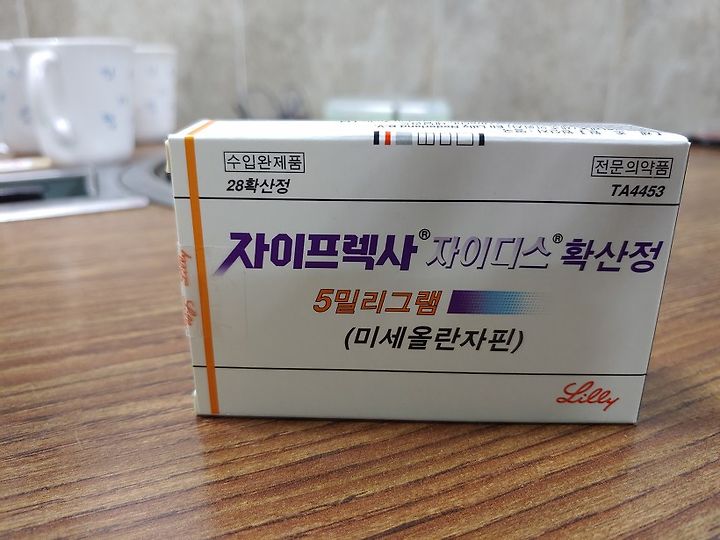 수입완제품
28확산정
전문의약품
TA4453
자이프렉사® 자이디스® 확산정
5밀리그램
(미세올란자핀)
Lilly